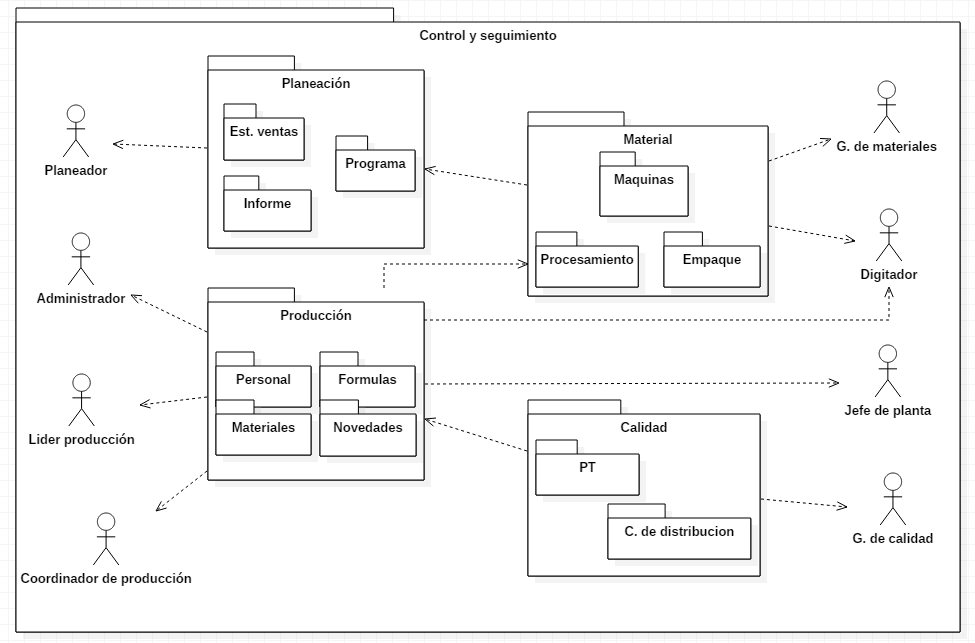 Control y seguimiento
Planeación
Est. ventas
Programa
Informe
Planeador
Material
Maquinas
Procesamiento
Empaque
G. de materiales
Digitador
Administrador
Producción
Personal
Formulas
Materiales
Novedades
Lider producción
Coordinador de producción
Jefe de planta
Calidad
PT
C. de distribucion
G. de calidad